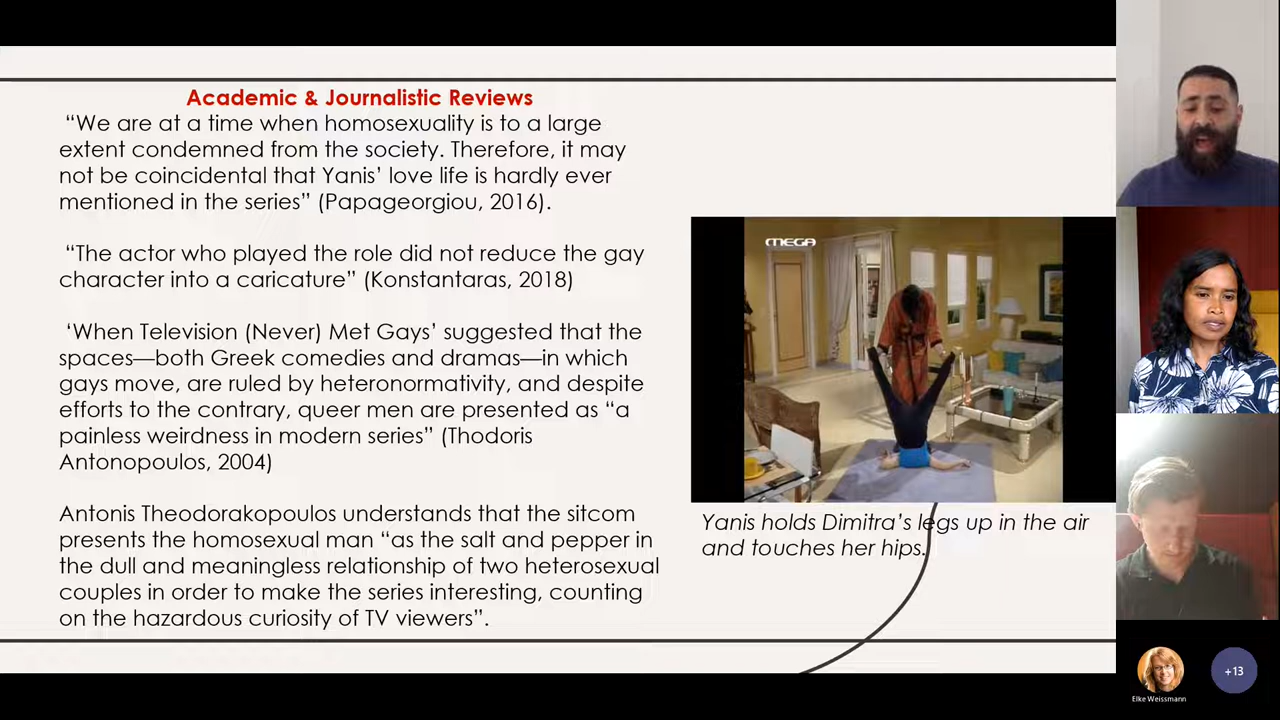 Academic & Journalistic Reviews
“We are at a time when homosexuality is to a large
extent condemned from the society. Therefore, it may
not be coincidental that Yanis’ love life is hardly ever
mentioned in the series” (Papageorgiou, 2016).
“The actor who played the role did not reduce the gay
character into a caricature” (Konstantaras, 2018)
‘When Television (Never) Met Gays’ suggested that the
spaces—both Greek comedies and dramas—in which
gays move, are ruled by heteronormativity, and despite
efforts to the contrary, queer men are presented as “a
painless weirdness in modern series” (Thodoris
Antonopoulos, 2004)
Antonis Theodorakopoulos understands that the sitcom
presents the homosexual man “as the salt and pepper in
the dull and meaningless relationship of two heterosexual
couples in order to make the series interesting, counting
on the hazardous curiosity of TV viewers”.
MEGA
Yanis holds Dimitra’s legs up in the air
and touches her hips.
Elke Weissmann
+13